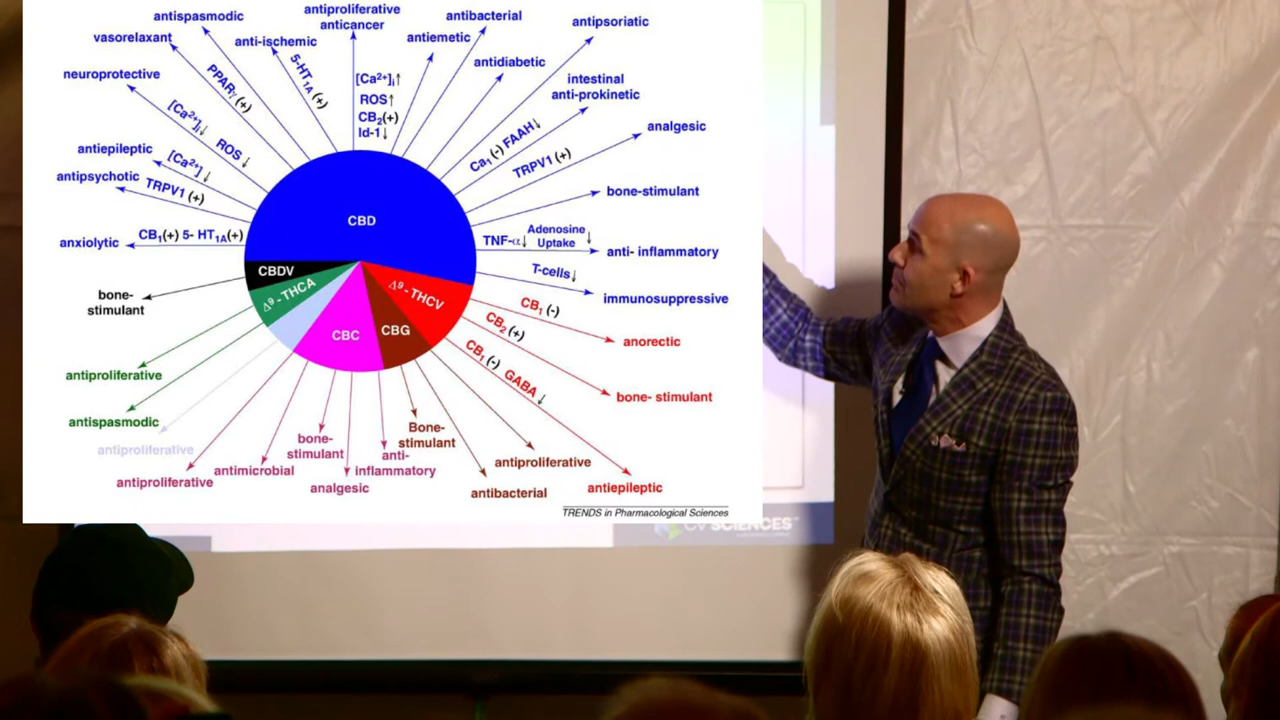 antiproliferative
anticancer
antispasmodic
antibacterial
antipsoriatic
vasorelaxant
anti-ischemic
antiemetic
antidiabetic
neuroprotective
intestinal
anti-prokinetic
analgesic
antiepileptic
antipsychotic
anxiolytic
PPARγ (+)
5-HT1A (+)
[Ca2+]i↑
ROS↑
CB2(+)
Id-1↓
[Ca2+]i↓
ROS ↓
[Ca2+] ↓
TRPV1 (+)
CB1(+) 5- HT1A(+)
Ca1 (-) FAAH↓
TRPV1 (+)
bone-stimulant
TNF-α↓
Adenosine
Uptake ↓
anti- inflammatory
T-cells↓
immunosuppressive
CBD
CBDV
Δ9-THCA
CBC
CBG
Δ9-THCV
bone-
stimulant
antiproliferative
antispasmodic
antiproliferative
antiproliferative
antimicrobial
bone-
stimulant
analgesic
anti-
inflammatory
Bone-
stimulant
antibacterial
antiproliferative
CB1 (-)
anorectic
CB2 (+)
bone- stimulant
CB1 (-) GABA ↓
antiepileptic
TRENDS in Pharmacological Sciences
CV SCIENCES™